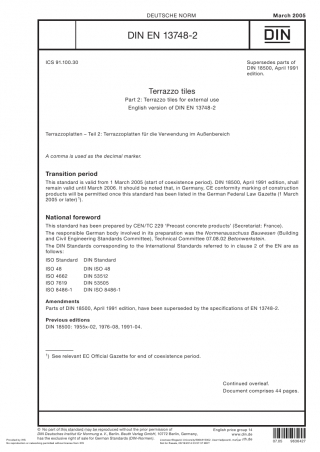 DEUTSCHE NORM
March 2005
DIN EN 13748-2
DIN
ICS 91.100.30
Supersedes parts of
DIN 18500, April 1991
edition.
Terrazzo tiles
Part 2: Terrazzo tiles for external use
English version of DIN EN 13748-2
Terrazzoplatten – Teil 2: Terrazzoplatten für die Verwendung im Außenbereich
A comma is used as the decimal marker.
Transition period
This standard is valid from 1 March 2005 (start of coexistence period). DIN 18500, April 1991 edition, shall
remain valid until March 2006. It should be noted that, in Germany, CE conformity marking of construction
products will be permitted once this standard has been listed in the German Federal Law Gazette (1 March
2005 or later)¹).
National foreword
This standard has been prepared by CEN/TC 229 'Precast concrete products' (Secretariat: France).
The responsible German body involved in its preparation was the Normenausschuss Bauwesen (Building
and Civil Engineering Standards Committee), Technical Committee 07.08.02 Betonwerkstein.
The DIN Standards corresponding to the International Standards referred to in clause 2 of the EN are as
follows:
ISO Standard DIN Standard
ISO 48 DIN ISO 48
ISO 4662 DIN 53512
ISO 7619 DIN 53505
ISO 8486-1 DIN ISO 8486-1
Amendments
Parts of DIN 18500, April 1991 edition, have been superseded by the specifications of EN 13748-2.
Previous editions
DIN 18500: 1955x-02, 1976-08, 1991-04.
¹) See relevant EC Official Gazette for end of coexistence period.
Continued overleaf.
Document comprises 44 pages.
© No part of this standard may be reproduced without the prior permission of
DIN Deutsches Institut für Normung e. V., Berlin. Beuth Verlag GmbH, 10772 Berlin, Germany,
has the exclusive right of sale for German Standards (DIN-Normen).
English price group 14
www.din.de